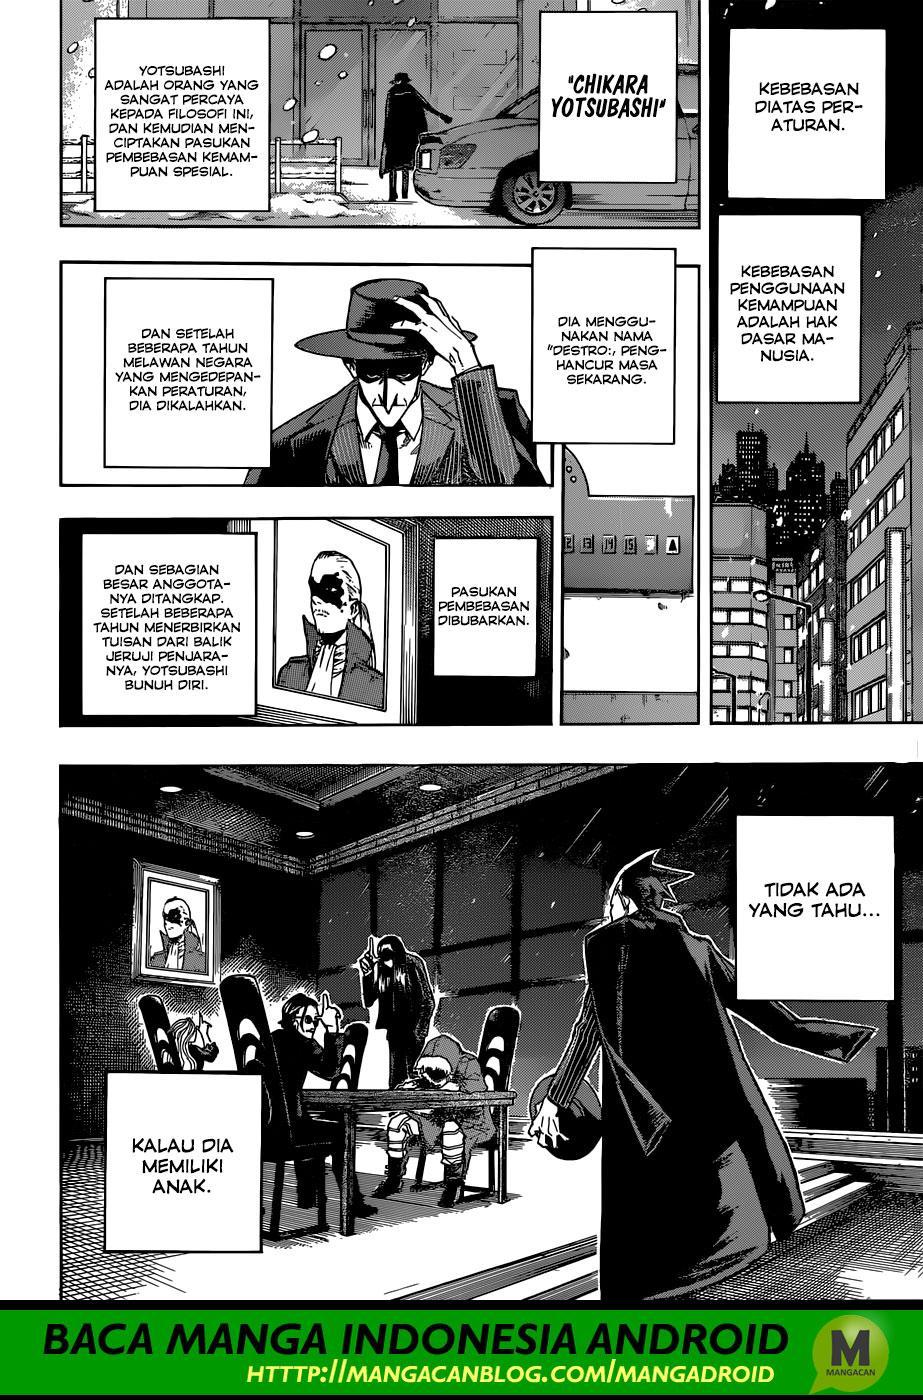 KEBEBASAN
DIATAS PER-
ATURAN.
KEBEBASAN
PENGGUNAAN
KEMAMPUAN
ADALAH HAK
DASAR MA-
NUSIA.
"CHIKARA
YOTSUBASHI"
YOTSUBASHI
ADALAH ORANG YANG
SANGAT PERCAYA
KEPADA FILOSOFI INI,
DAN KEMUDIAN MEN-
CIPTAKAN PASUKAN
PEMBEBASAN KEMAM-
PUAN SPESIAL.
DIA MENGGU-
NAKAN NAMA
"DESTRO:, PENG-
HANCUR MASA
SEKARANG.
DAN SETELAH
BEBERAPA TAHUN
MELAWAN NEGARA
YANG MENGEDEPAN-
KAN PERATURAN,
DIA DIKALAHKAN.
12 13 14 15
PASUKAN
PEMBEBASAN
DIBUBARKAN.
DAN SEBAGIAN
BESAR ANGGOTA-
NYA DITANGKAP.
SETELAH BEBERAPA
TAHUN MENERBIRKAN
TUISAN DARI BALIK
JERUJI PENJARA-
NYA, YOTSUBASHI
BUNUH DIRI.
TIDAK ADA
YANG TAHU...
KALAU DIA
MEMILIKI
ANAK.
BACA MANGA INDONESIA ANDROID
HTTTP://MANGACANBLOG.COM/MANGADROID
M
MANGACAN